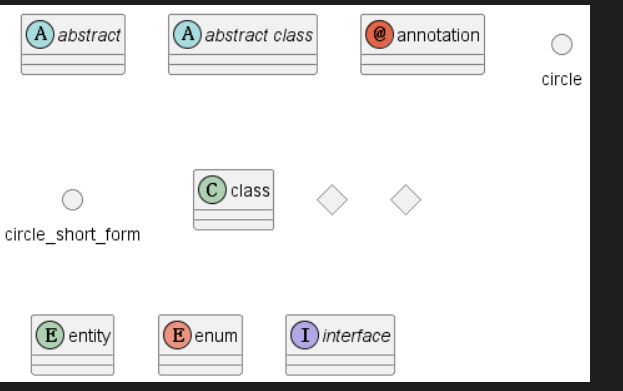 A abstract
A abstract class
@ annotation
circle
circle_short_form
C class
E entity
E enum
I interface